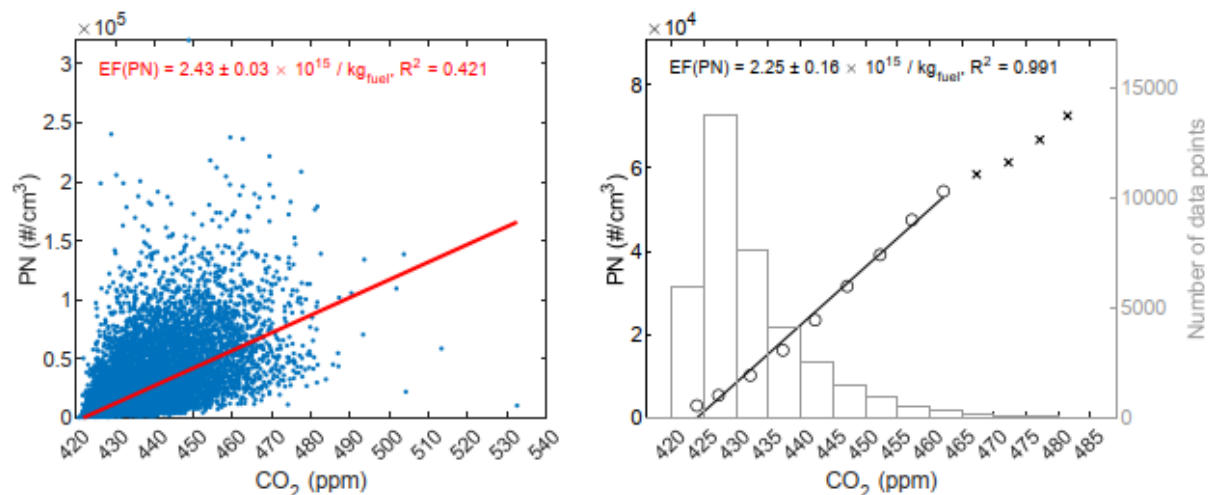 × 10⁵
EF(PN) = 2.43 ± 0.03 × 10¹⁵ / kg_fuel, R² = 0.421
3
2.5
2
1.5
1
0.5
0
PN (#/cm³)
420 430 440 450 460 470 480 490 500 510 520 530 540
CO₂ (ppm)
× 10⁴
EF(PN) = 2.25 ± 0.16 × 10¹⁵ / kg_fuel, R² = 0.991
8
6
4
2
0
PN (#/cm³)
15000
10000
5000
0
Number of data points
420 425 430 435 440 445 450 455 460 465 470 475 480 485
CO₂ (ppm)